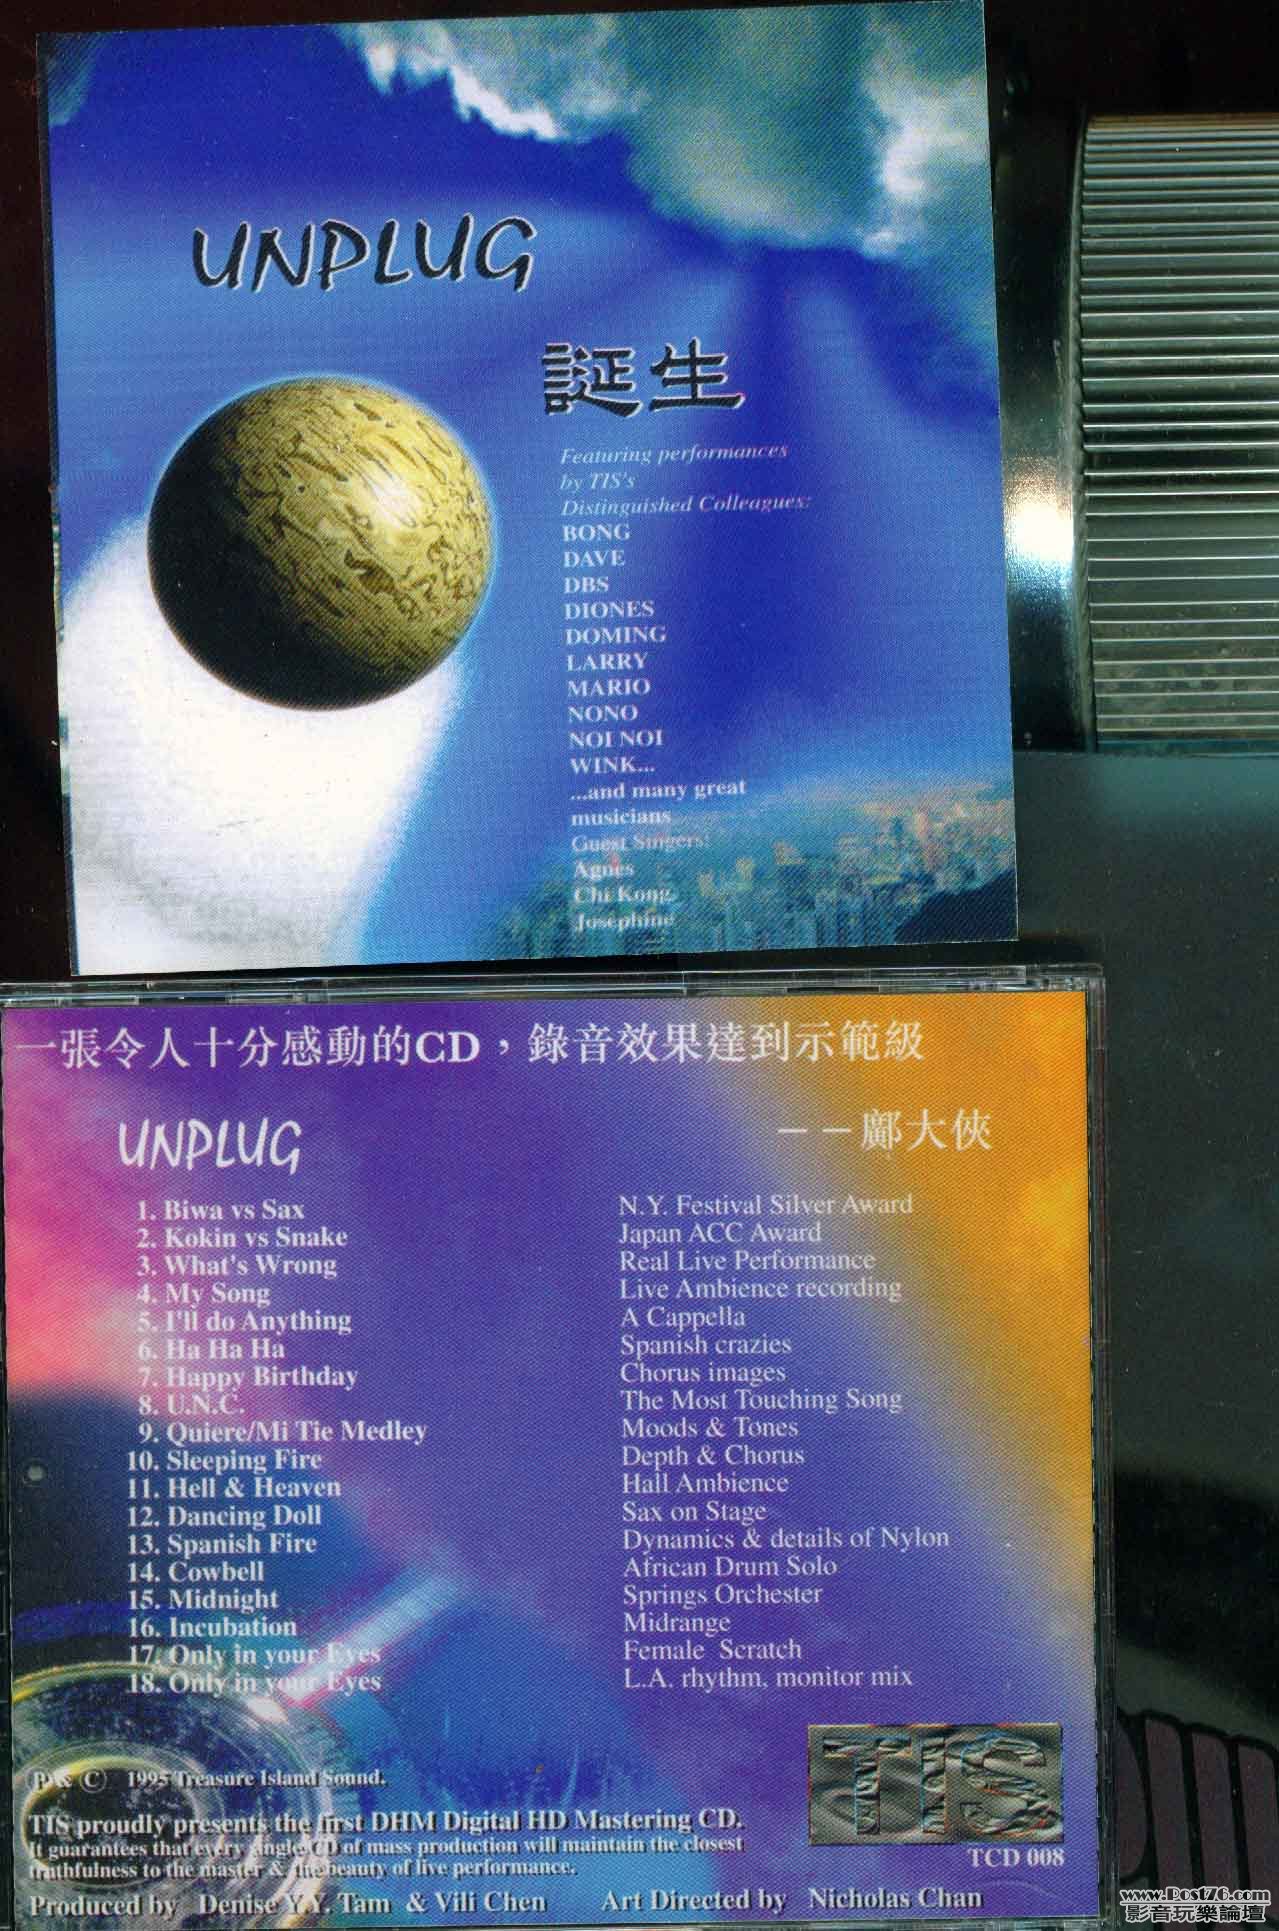 UNPLUG
誕生
Featuring performances
by TIS's
Distinguished Colleagues:
BONG
DAVE
DBS
DIONES
DOMING
LARRY
MARIO
NONO
NOI NOI
WINK...
...and many great
musicians
Guest Singers:
Agnes
Chi Kong,
Josephine
一張令人十分感動的CD，錄音效果達到示範級
UNPLUG
－－鄺大俠
1. Biwa vs Sax N.Y. Festival Silver Award
2. Kokin vs Snake Japan ACC Award
3. What's Wrong Real Live Performance
4. My Song Live Ambience recording
5. I'll do Anything A Cappella
6. Ha Ha Ha Spanish crazies
7. Happy Birthday Chorus images
8. U.N.C. The Most Touching Song
9. Quiere/Mi Tie Medley Moods & Tones
10. Sleeping Fire Depth & Chorus
11. Hell & Heaven Hall Ambience
12. Dancing Doll Sax on Stage
13. Spanish Fire Dynamics & details of Nylon
14. Cowbell African Drum Solo
15. Midnight Springs Orchester
16. Incubation Midrange
17. Only in your Eyes Female Scratch
18. Only in your Eyes L.A. rhythm, monitor mix
TIS
Ⓟ & Ⓒ 1995 Treasure Island Sound.
TIS proudly presents the first DHM Digital HD Mastering CD.
It guarantees that every single CD of mass production will maintain the closest
truthfulness to the master & the beauty of live performance.
TCD 008
Produced by Denise Y.Y. Tam & Vili Chen Art Directed by Nicholas Chan
www.Post76.com
影音玩樂論壇